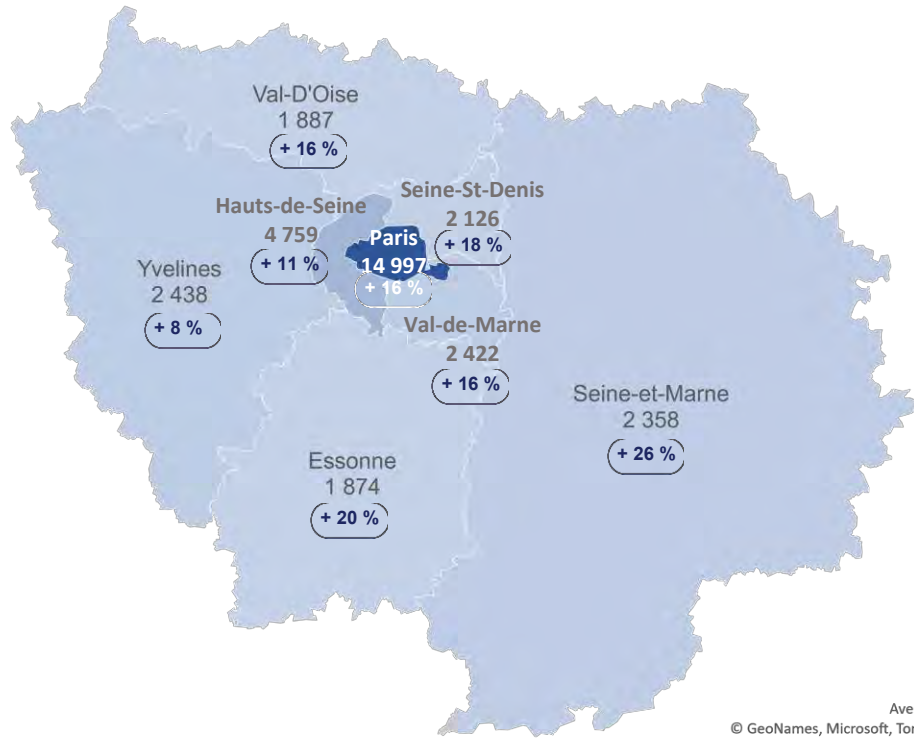 Val-D'Oise
1 887
+ 16 %
Hauts-de-Seine
4 759
+ 11 %
Seine-St-Denis
2 126
+ 18 %
Paris
14 997
+ 16 %
Yvelines
2 438
+ 8 %
Val-de-Marne
2 422
+ 16 %
Seine-et-Marne
2 358
+ 26 %
Essonne
1 874
+ 20 %
Ave
© GeoNames, Microsoft, Tor